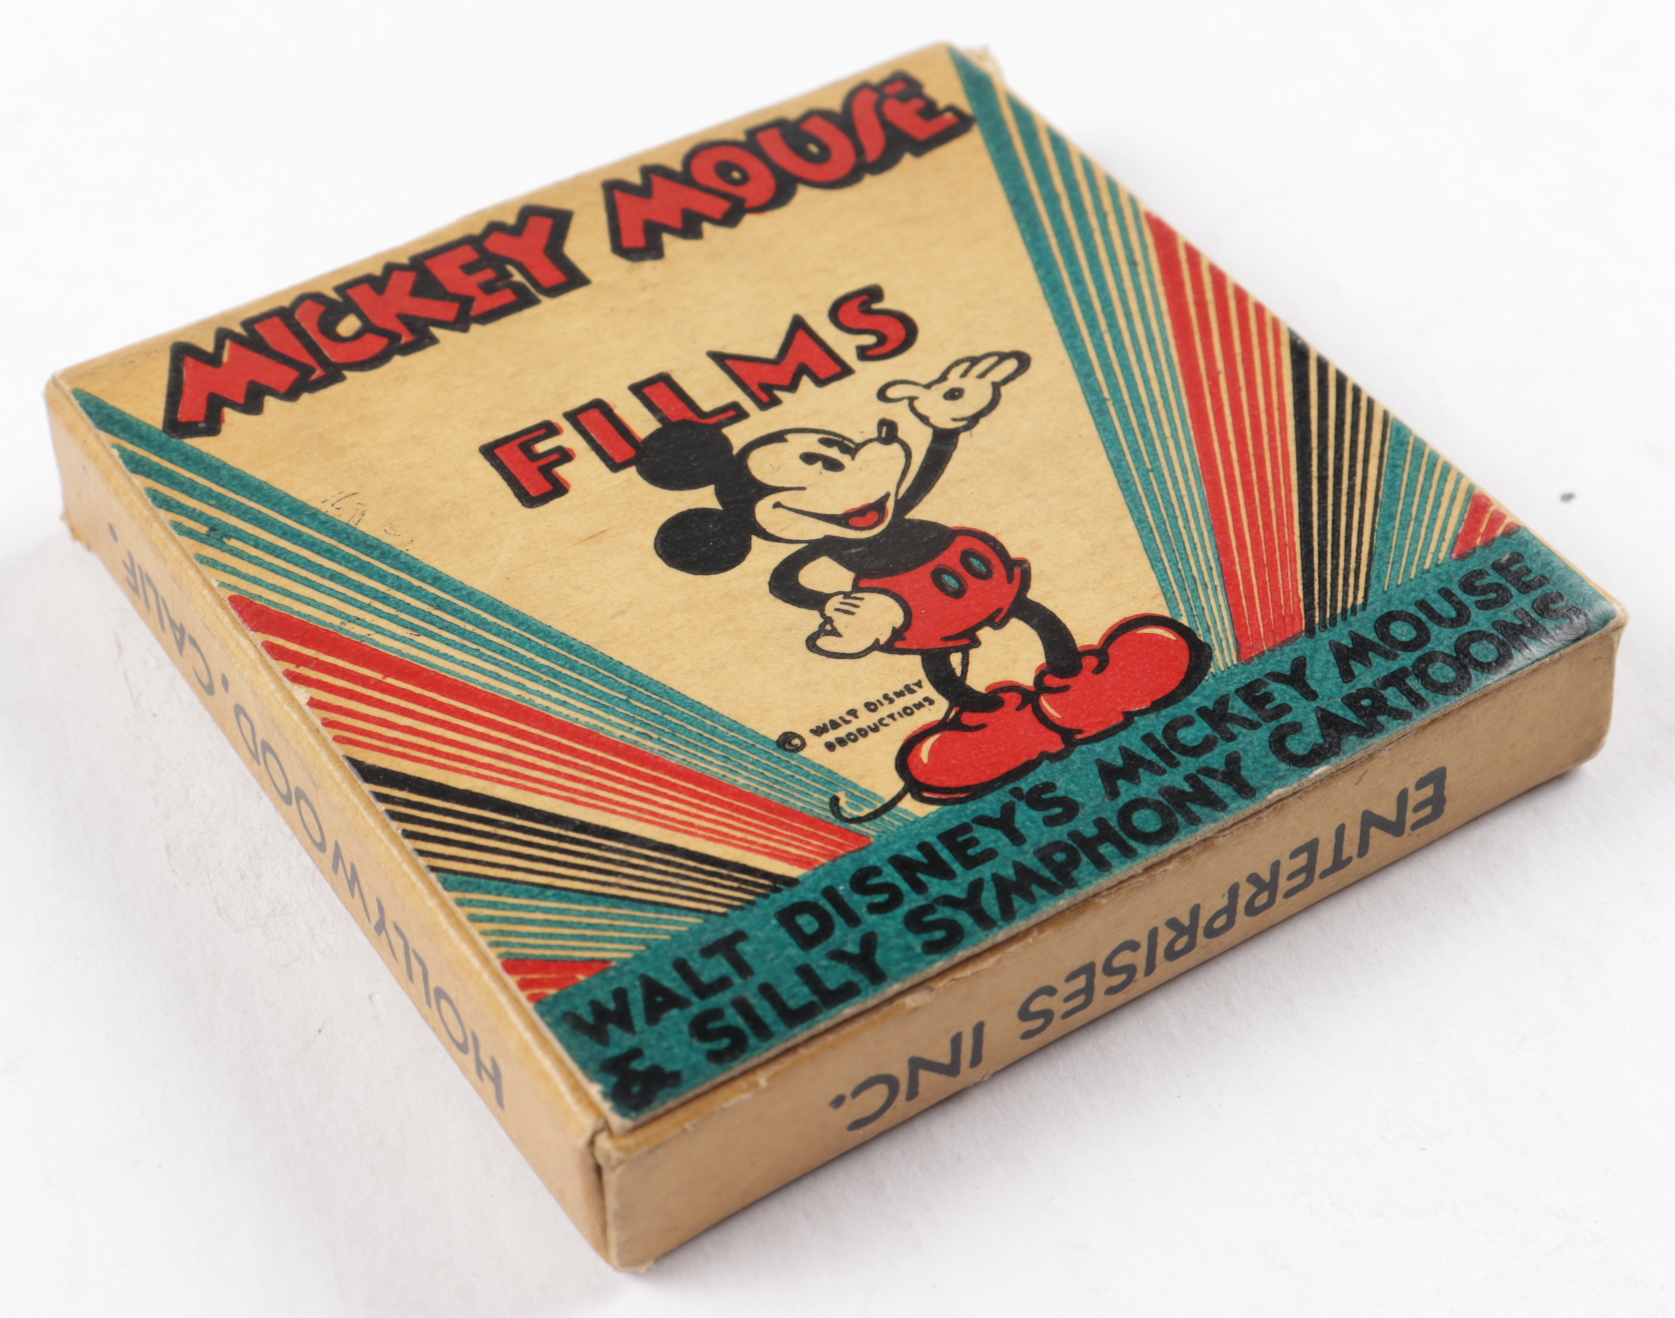 MICKEY MOUSE
FILMS
© WALT DISNEY
PRODUCTIONS
WALT DISNEY'S MICKEY MOUSE
& SILLY SYMPHONY CARTOONS
ENTERPRISES INC.
HOLLYWOOD, CALIF.